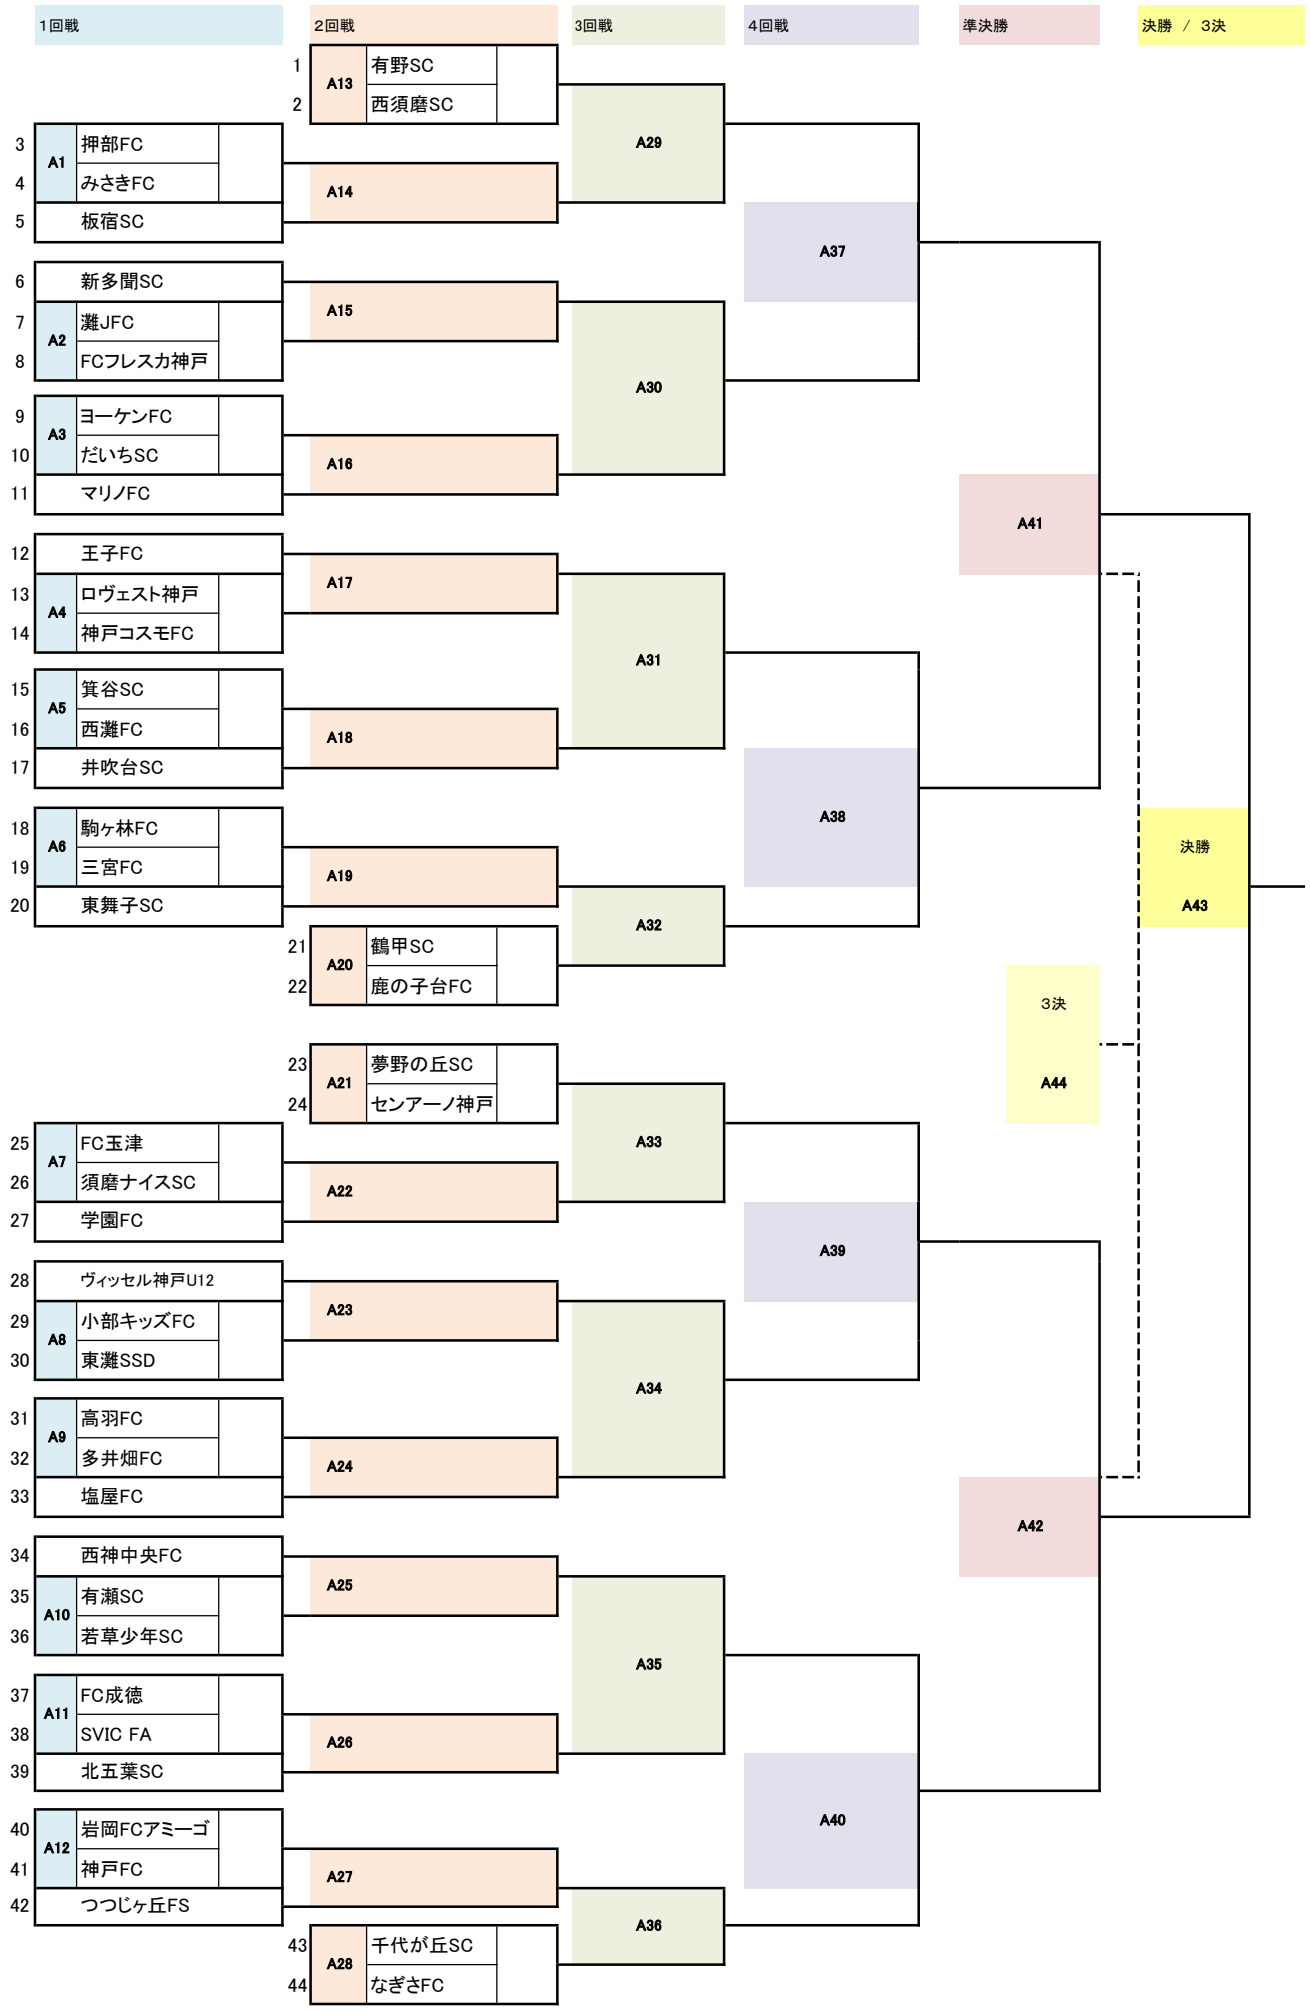 1回戦
2回戦
3回戦
4回戦
準決勝
決勝 / 3決
1 有野SC
A13
2 西須磨SC
A29
3 押部FC
A1
4 みさきFC
A14
5 板宿SC
A37
6 新多聞SC
A15
7 灘JFC
A2
8 FCフレスカ神戸
A30
9 ヨーケンFC
A3
10 だいちSC
A16
11 マリノFC
A41
12 王子FC
A17
13 ロヴェスト神戸
A4
14 神戸コスモFC
A31
15 箕谷SC
A5
16 西灘FC
A18
17 井吹台SC
A38
18 駒ヶ林FC
A6
19 三宮FC
A19
20 東舞子SC
決勝
A43
A32
21 鶴甲SC
A20
22 鹿の子台FC
3決
A44
23 夢野の丘SC
A21
24 センアーノ神戸
A33
25 FC玉津
A7
26 須磨ナイスSC
A22
27 学園FC
A39
28 ヴィッセル神戸U12
A23
29 小部キッズFC
A8
30 東灘SSD
A34
31 高羽FC
A9
32 多井畑FC
A24
33 塩屋FC
A42
34 西神中央FC
A25
35 有瀬SC
A10
36 若草少年SC
A35
37 FC成徳
A11
38 SVIC FA
A26
39 北五葉SC
A40
40 岩岡FCアミーゴ
A12
41 神戸FC
A27
42 つつじヶ丘FS
A36
43 千代が丘SC
A28
44 なぎさFC